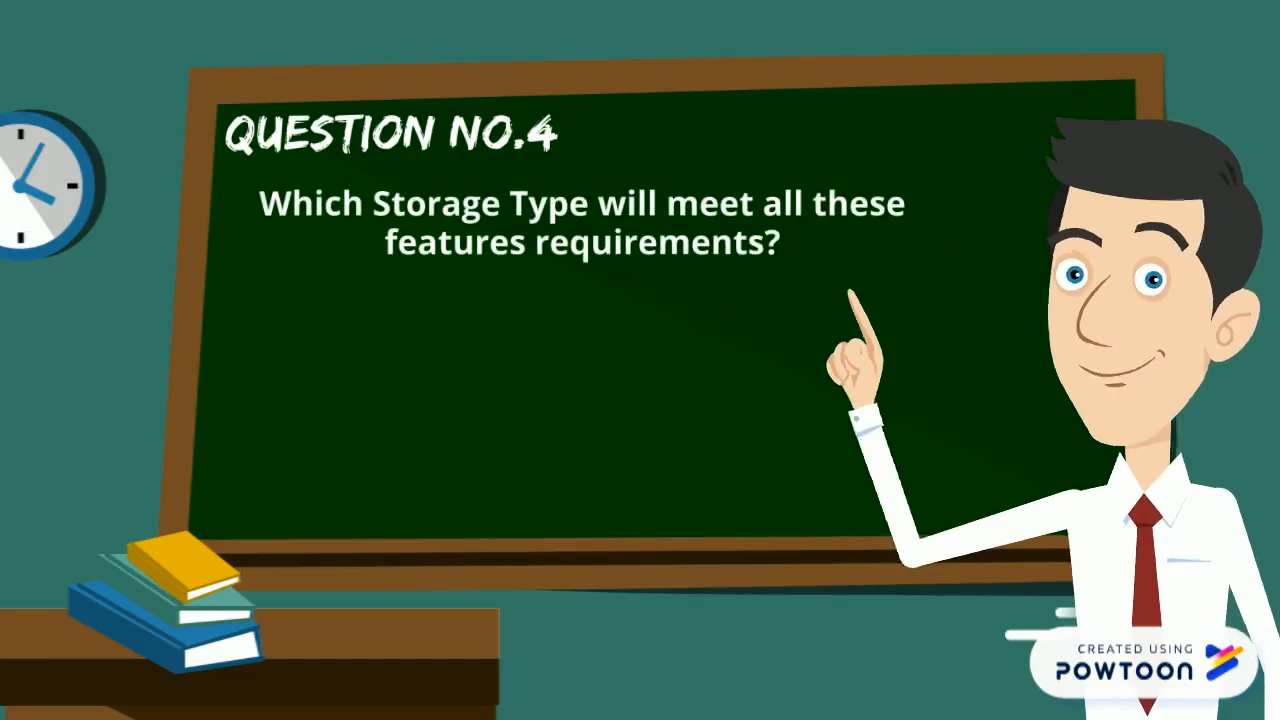 QUESTION NO.4
Which Storage Type will meet all these
features requirements?
CREATED USING
POWTOON